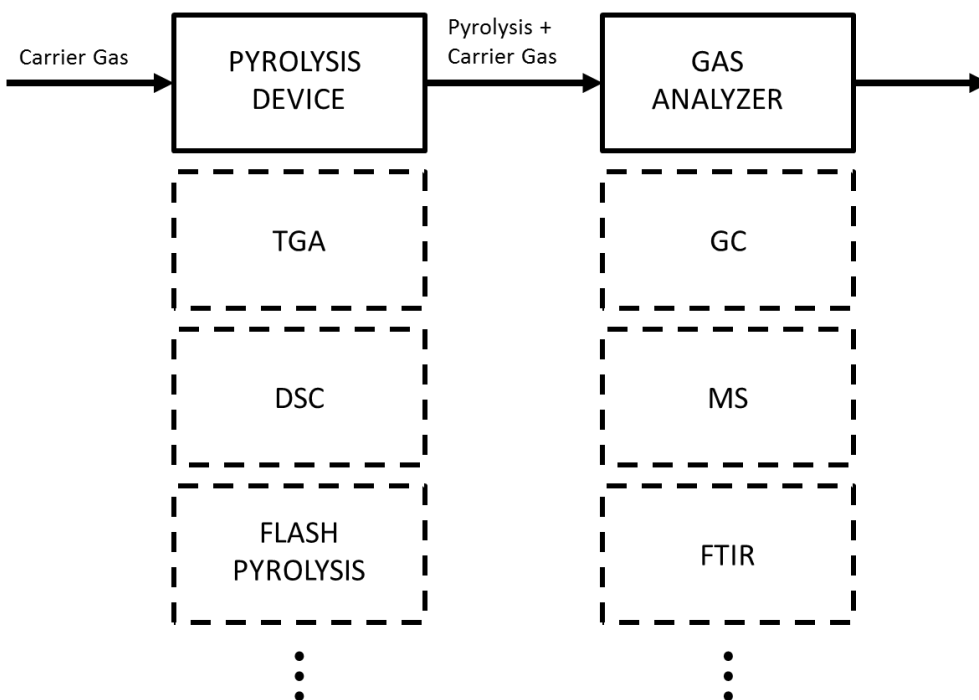 Carrier Gas
PYROLYSIS
DEVICE
Pyrolysis +
Carrier Gas
GAS
ANALYZER
TGA
GC
DSC
MS
FLASH
PYROLYSIS
FTIR